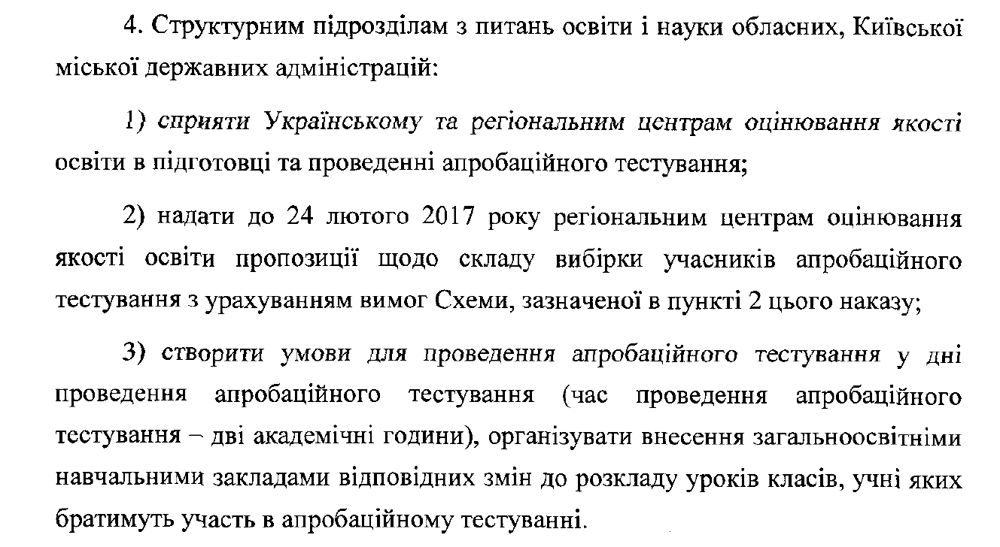 4. Структурним підрозділам з питань освіти і науки обласних, Київської
міської державних адміністрацій:
1) сприяти Українському та регіональним центрам оцінювання якості
освіти в підготовці та проведенні апробаційного тестування;
2) надати до 24 лютого 2017 року регіональним центрам оцінювання
якості освіти пропозиції щодо складу вибірки учасників апробаційного
тестування з урахуванням вимог Схеми, зазначеної в пункті 2 цього наказу;
3) створити умови для проведення апробаційного тестування у дні
проведення апробаційного тестування (час проведення апробаційного
тестування – дві академічні години), організувати внесення загальноосвітніми
навчальними закладами відповідних змін до розкладу уроків класів, учні яких
братимуть участь в апробаційному тестуванні.